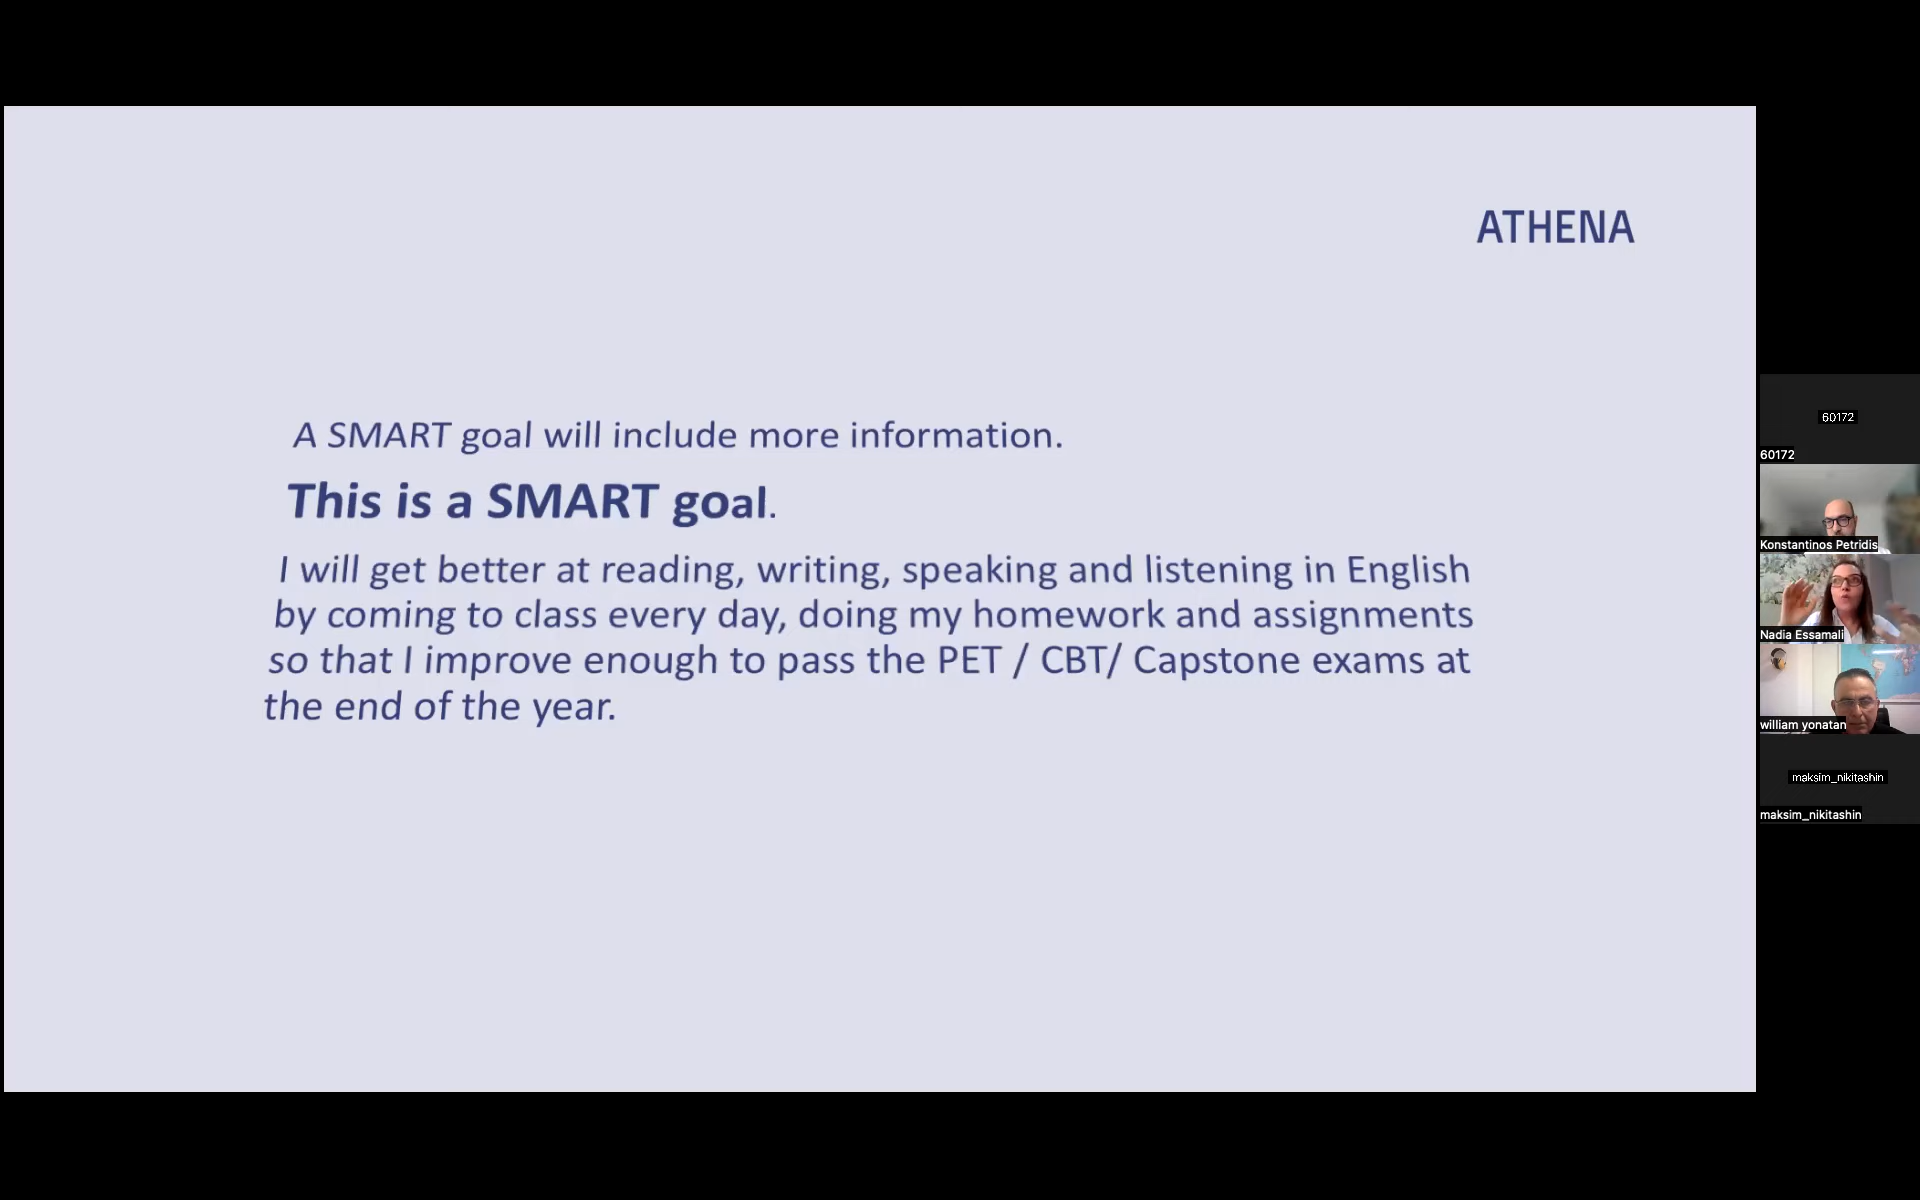 ATHENA
A SMART goal will include more information.
This is a SMART goal.
I will get better at reading, writing, speaking and listening in English
by coming to class every day, doing my homework and assignments
so that I improve enough to pass the PET / CBT/ Capstone exams at
the end of the year.
60172
60172
Konstantinos Petridis
Nadia Essamali
william yonatan
maksim_nikitashin
maksim_nikitashin